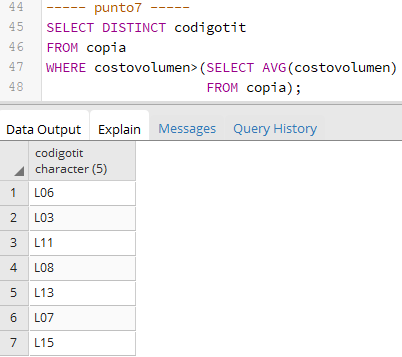 44 ----- punto7 -----
45 SELECT DISTINCT codigotit
46 FROM copia
47 WHERE costovolumen>(SELECT AVG(costovolumen)
48 FROM copia);
Data Output Explain Messages Query History
codigotit
character (5)
1 L06
2 L03
3 L11
4 L08
5 L13
6 L07
7 L15